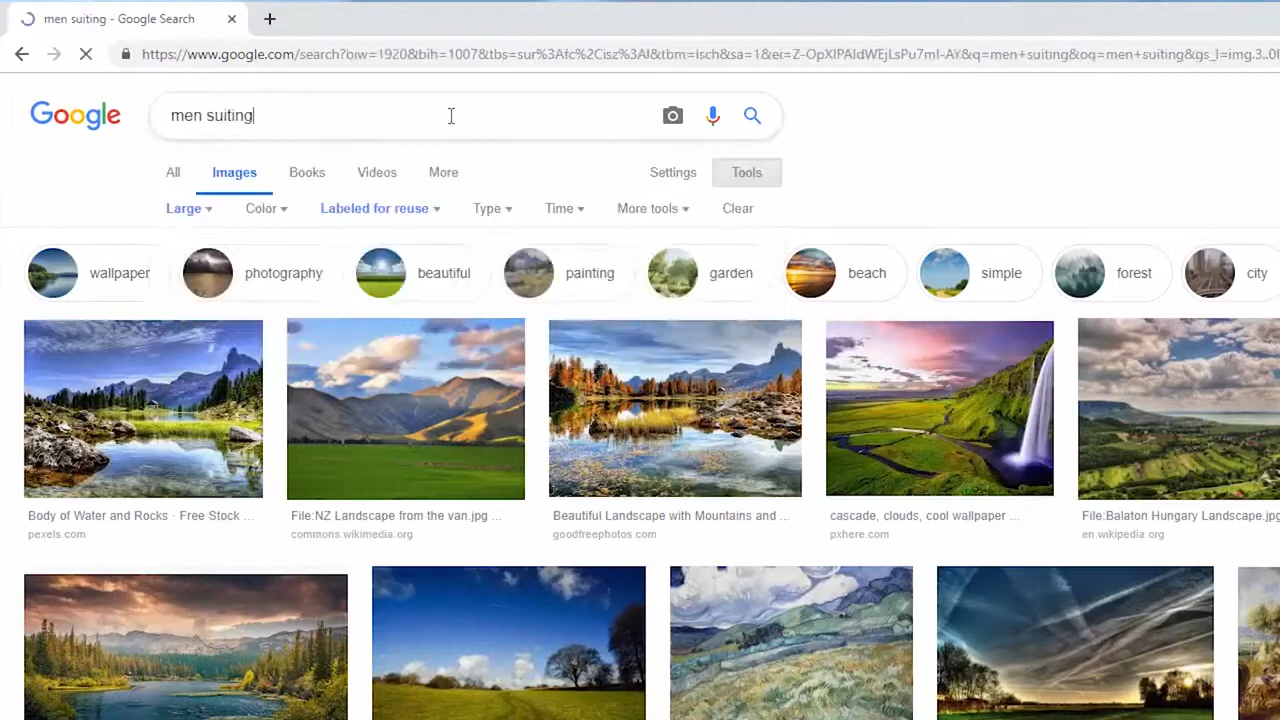 men suiting - Google Search
https://www.google.com/search?biw=1920&bih=1007&tbs=sur%3Afc%2Cisz%3Al&tbm=isch&sa=1&ei=Z-OpXIPAIdWEjLsPu7mI-AY&q=men+suiting&oq=men+suiting&gs_l=img.3..0l
Google
men suiting
All Images Books Videos More Settings Tools
Large Color Labeled for reuse Type Time More tools Clear
wallpaper photography beautiful painting garden beach simple forest city
Body of Water and Rocks · Free Stock ...
pexels.com
File:NZ Landscape from the van.jpg ...
commons.wikimedia.org
Beautiful Landscape with Mountains and ...
goodfreephotos.com
cascade, clouds, cool wallpaper ...
pxhere.com
File:Balaton Hungary Landscape.jpg
en.wikipedia.org